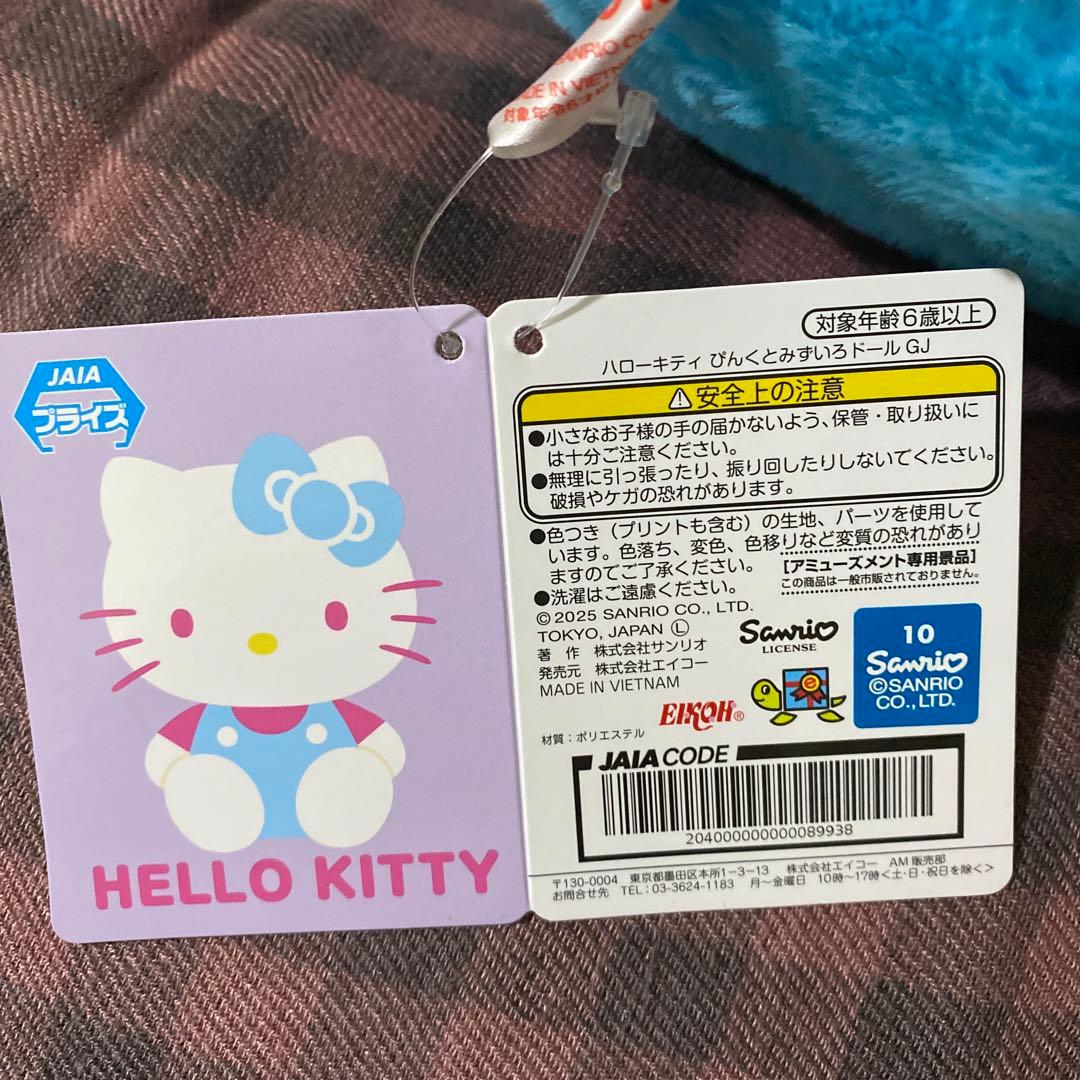 SANRIO CO
MADE IN VIETN
対象年令6才
JAIA
プライズ
HELLO KITTY
対象年齢6歳以上
ハローキティ ぴんくとみずいろドール GJ
⚠安全上の注意
●小さなお子様の手の届かないよう、保管・取り扱いに
は十分ご注意ください。
●無理に引っ張ったり、振り回したりしないでください。
破損やケガの恐れがあります。
●色つき（プリントも含む）の生地、パーツを使用して
います。色落ち、変色、色移りなど変質の恐れがあり
ますのでご了承ください。
●洗濯はご遠慮ください。
[アミューズメント専用景品]
この商品は一般市販されておりません。
© 2025 SANRIO CO., LTD.
TOKYO, JAPAN Ⓛ
著 作 株式会社サンリオ
発売元 株式会社エイコー
MADE IN VIETNAM
Sanrio
LICENSE
10
Sanrio
©SANRIO
CO.,LTD.
EIKOH®
e
材質：ポリエステル
JAIA CODE
204000000000089938
〒130-0004 東京都墨田区本所1-3-13 株式会社エイコー AM販売部
お問合せ先 TEL：03-3624-1183 月〜金曜日 10時〜17時＜土・日・祝日を除く＞